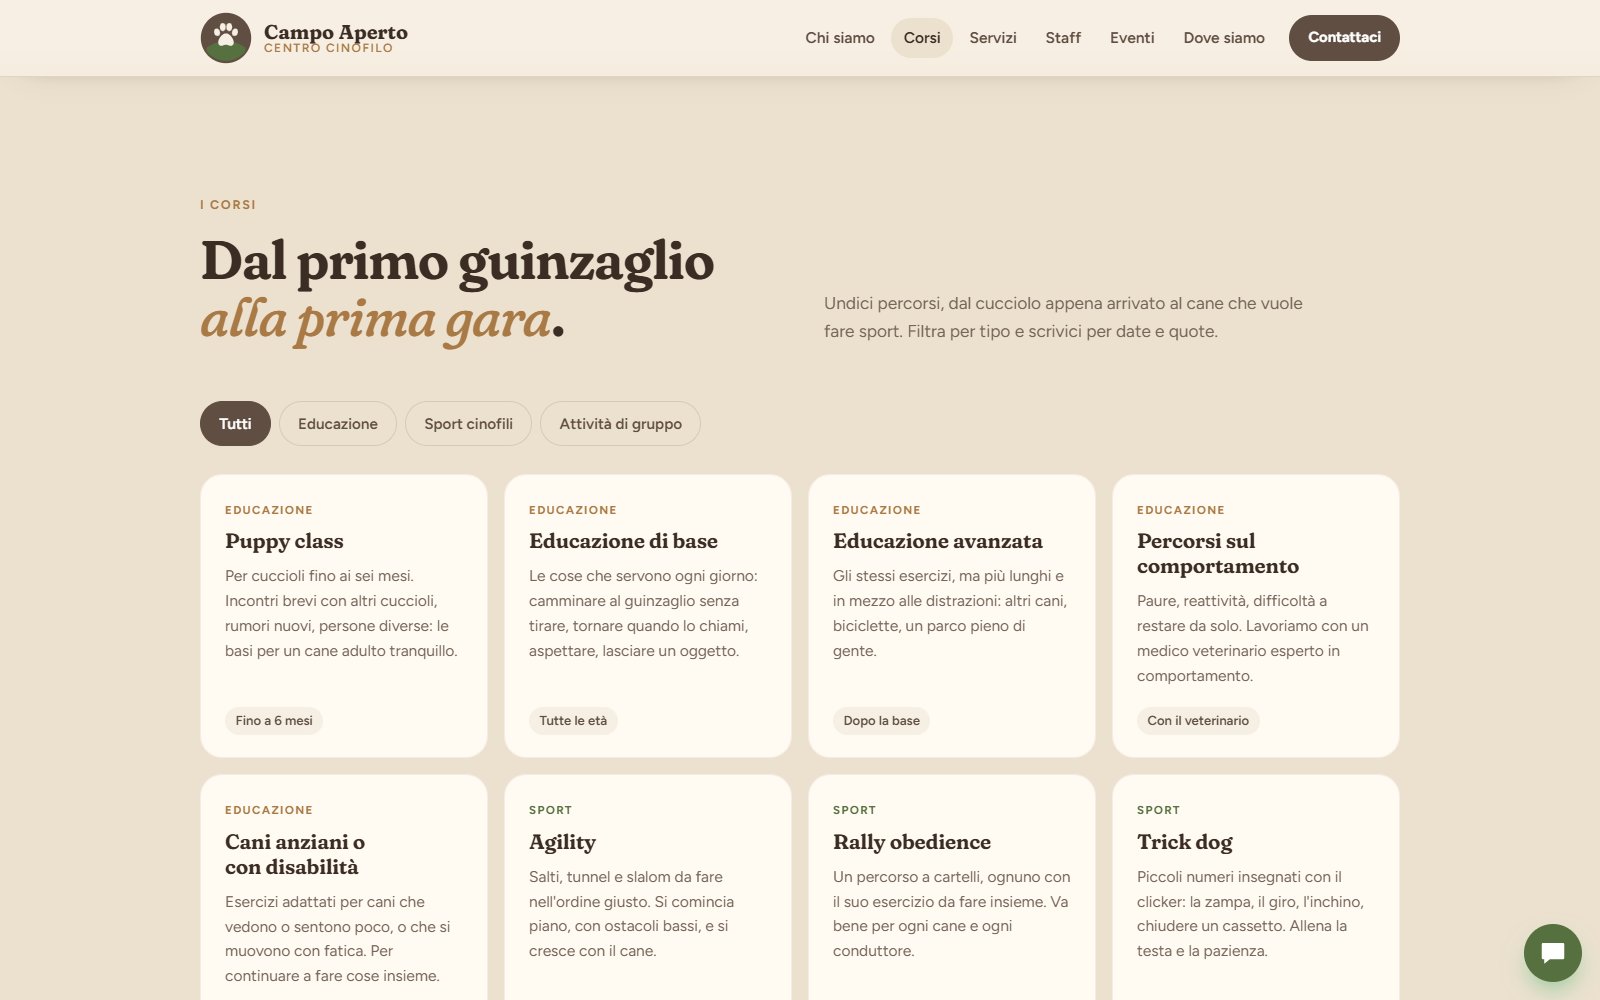 Campo Aperto
CENTRO CINOFILO
Chi siamo
Corsi
Servizi
Staff
Eventi
Dove siamo
Contattaci
I CORSI
Dal primo guinzaglio
alla prima gara.
Undici percorsi, dal cucciolo appena arrivato al cane che vuole
fare sport. Filtra per tipo e scrivici per date e quote.
Tutti
Educazione
Sport cinofili
Attività di gruppo
EDUCAZIONE
Puppy class
Per cuccioli fino ai sei mesi.
Incontri brevi con altri cuccioli,
rumori nuovi, persone diverse: le
basi per un cane adulto tranquillo.
Fino a 6 mesi
EDUCAZIONE
Educazione di base
Le cose che servono ogni giorno:
camminare al guinzaglio senza
tirare, tornare quando lo chiami,
aspettare, lasciare un oggetto.
Tutte le età
EDUCAZIONE
Educazione avanzata
Gli stessi esercizi, ma più lunghi e
in mezzo alle distrazioni: altri cani,
biciclette, un parco pieno di
gente.
Dopo la base
EDUCAZIONE
Percorsi sul
comportamento
Paure, reattività, difficoltà a
restare da solo. Lavoriamo con un
medico veterinario esperto in
comportamento.
Con il veterinario
EDUCAZIONE
Cani anziani o
con disabilità
Esercizi adattati per cani che
vedono o sentono poco, o che si
muovono con fatica. Per
continuare a fare cose insieme.
SPORT
Agility
Salti, tunnel e slalom da fare
nell'ordine giusto. Si comincia
piano, con ostacoli bassi, e si
cresce con il cane.
SPORT
Rally obedience
Un percorso a cartelli, ognuno con
il suo esercizio da fare insieme. Va
bene per ogni cane e ogni
conduttore.
SPORT
Trick dog
Piccoli numeri insegnati con il
clicker: la zampa, il giro, l'inchino,
chiudere un cassetto. Allena la
testa e la pazienza.